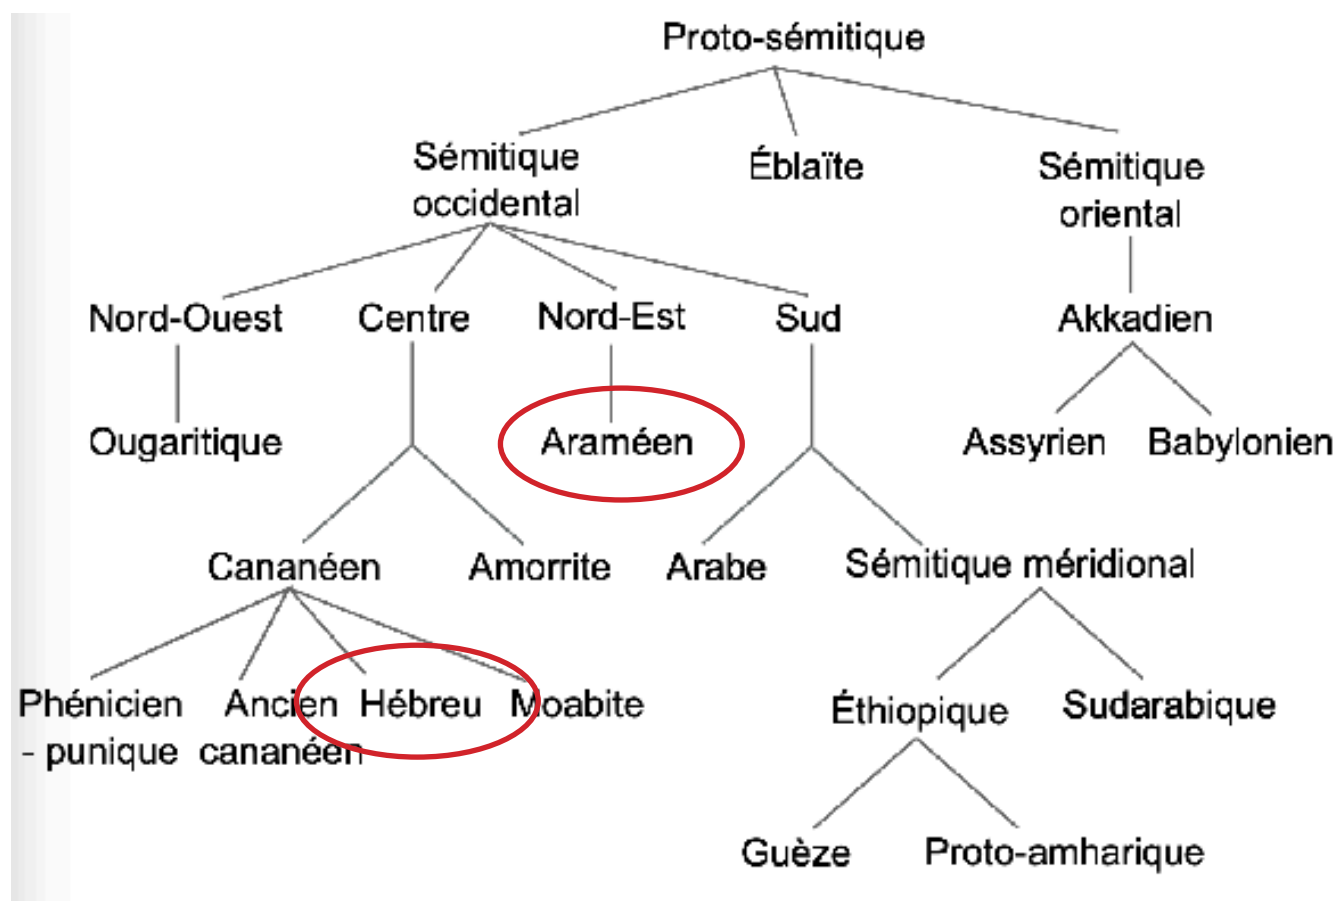 Proto-sémitique
Sémitique
occidental
Éblaïte
Sémitique
oriental
Nord-Ouest
Centre
Nord-Est
Sud
Akkadien
Ougaritique
Araméen
Assyrien
Babylonien
Cananéen
Amorrite
Arabe
Sémitique méridional
Phénicien
- punique
Ancien
cananéen
Hébreu
Moabite
Éthiopique
Sudarabique
Guèze
Proto-amharique